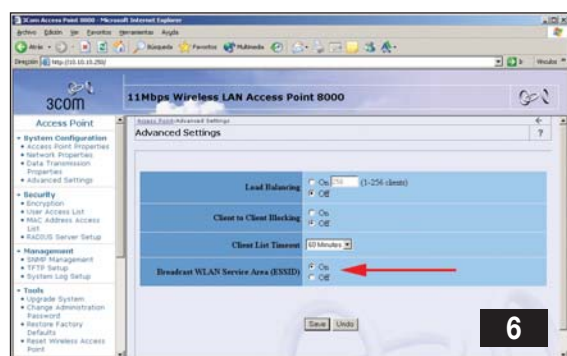 3Com Access Point 8000 - Microsoft Internet Explorer
Archivo Edición Ver Favoritos Herramientas Ayuda
Atrás Búsqueda Favoritos Multimedia
Dirección http://10.10.10.250/ Ir Vínculos
3COM
11Mbps Wireless LAN Access Point 8000
Access Point
System Configuration
Access Point Properties
Network Properties
Data Transmission
Properties
Advanced Settings
Security
Encryption
User Access List
MAC Address Access
List
RADIUS Server Setup
Management
SNMP Management
TFTP Setup
System Log Setup
Tools
Upgrade System
Change Administration
Password
Restore Factory
Defaults
Reset Wireless Access
Point
Access Point>Advanced Settings
Advanced Settings
?
Load Balancing On 256 (1-256 clients)
Off
Client to Client Blocking On
Off
Client List Timeout 60 Minutes
Broadcast WLAN Service Area (ESSID) On
Off
Save Undo
6